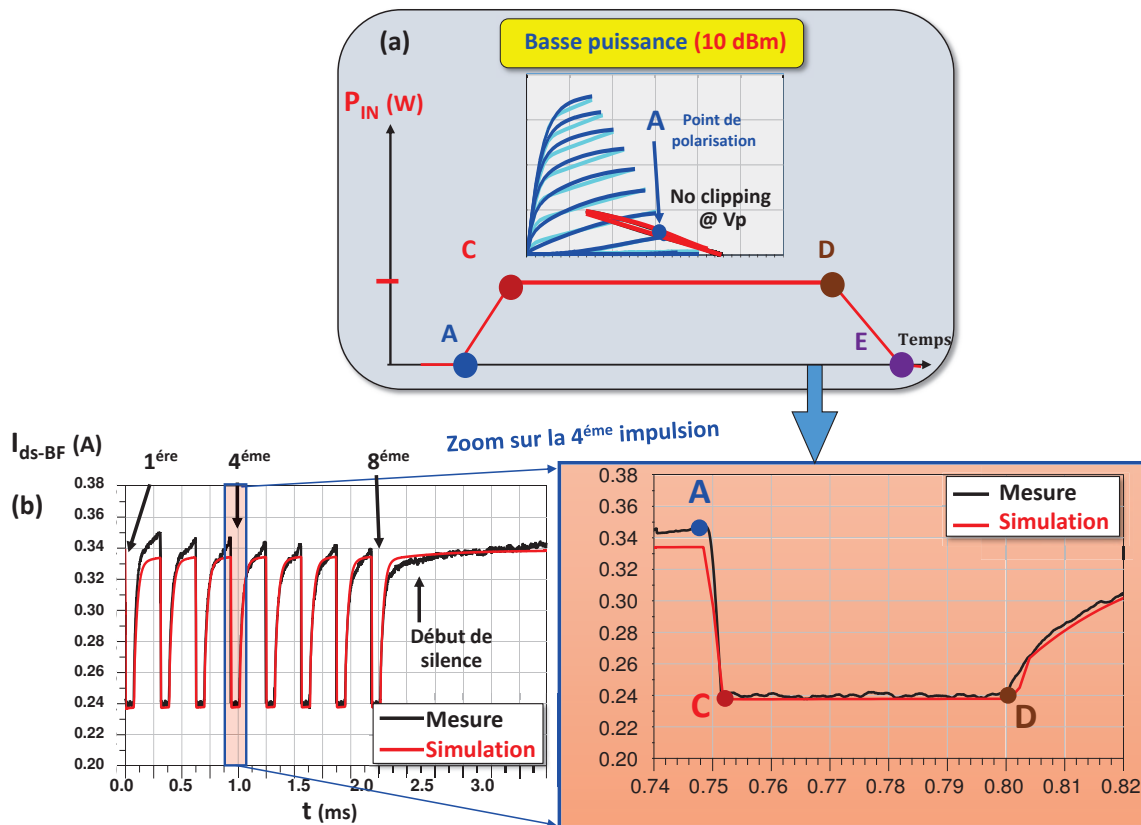 (a)
Basse puissance (10 dBm)
P_IN (W)
A
Point de
polarisation
No clipping
@ Vp
C
D
A
E
Temps
I_ds-BF (A)
Zoom sur la 4éme impulsion
1ére
4éme
8éme
(b)
0.38
0.36
0.34
0.32
0.30
0.28
0.26
0.24
0.22
0.20
Début de
silence
Mesure
Simulation
0.0 0.5 1.0 1.5 2.0 2.5 3.0
t (ms)
0.38
0.36
0.34
0.32
0.30
0.28
0.26
0.24
0.22
0.20
A
Mesure
Simulation
C
D
0.74 0.75 0.76 0.77 0.78 0.79 0.80 0.81 0.82